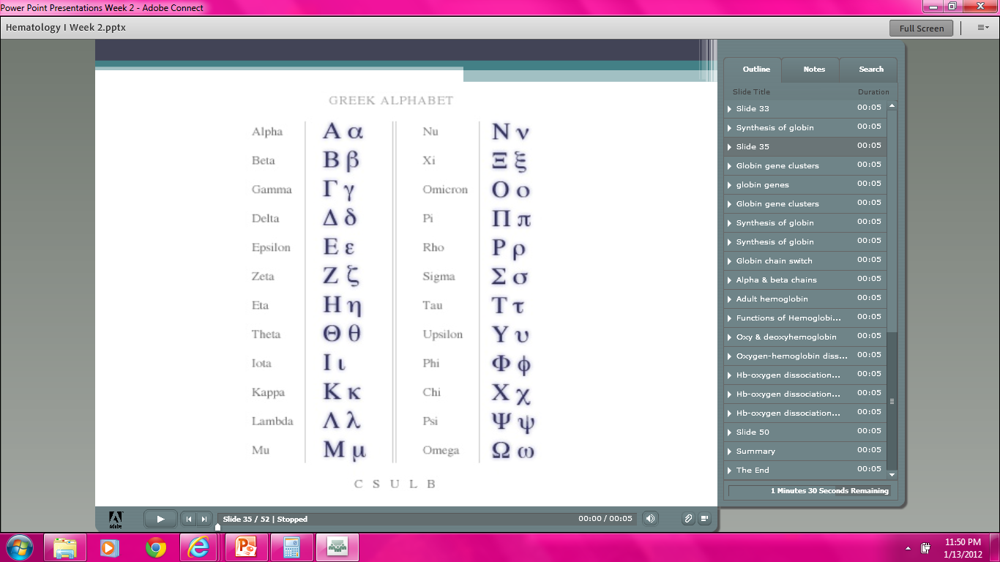 Power Point Presentations Week 2 - Adobe Connect
Hematology I Week 2.pptx
Full Screen
GREEK ALPHABET
Alpha Α α Nu Ν ν
Beta Β β Xi Ξ ξ
Gamma Γ γ Omicron Ο ο
Delta Δ δ Pi Π π
Epsilon Ε ε Rho Ρ ρ
Zeta Ζ ζ Sigma Σ σ
Eta Η η Tau Τ τ
Theta Θ θ Upsilon Υ υ
Iota Ι ι Phi Φ ϕ
Kappa Κ κ Chi Χ χ
Lambda Λ λ Psi Ψ ψ
Mu Μ μ Omega Ω ω
C S U L B
Outline Notes Search
Slide Title Duration
Slide 33 00:05
Synthesis of globin 00:05
Slide 35 00:05
Globin gene clusters 00:05
globin genes 00:05
Globin gene clusters 00:05
Synthesis of globin 00:05
Synthesis of globin 00:05
Globin chain switch 00:05
Alpha & beta chains 00:05
Adult hemoglobin 00:05
Functions of Hemoglobi... 00:05
Oxy & deoxyhemoglobin 00:05
Oxygen-hemoglobin diss... 00:05
Hb-oxygen dissociation... 00:05
Hb-oxygen dissociation... 00:05
Hb-oxygen dissociation... 00:05
Slide 50 00:05
Summary 00:05
The End 00:05
1 Minutes 30 Seconds Remaining
Adobe
Slide 35 / 52 | Stopped 00:00 / 00:05
11:50 PM
1/13/2012